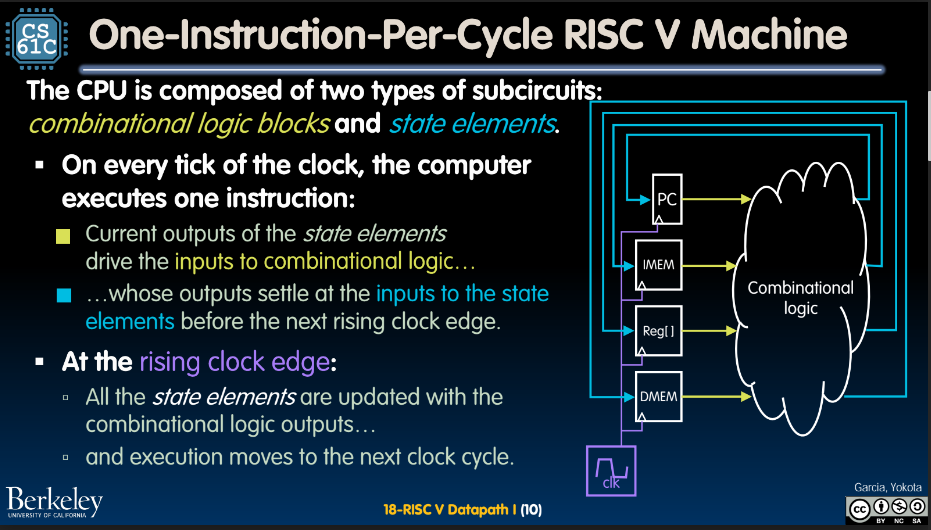 CS
61C
One-Instruction-Per-Cycle RISC V Machine
The CPU is composed of two types of subcircuits:
combinational logic blocks and state elements.
▪ On every tick of the clock, the computer
executes one instruction:
Current outputs of the state elements
drive the inputs to combinational logic…
…whose outputs settle at the inputs to the state
elements before the next rising clock edge.
▪ At the rising clock edge:
▫ All the state elements are updated with the
combinational logic outputs…
▫ and execution moves to the next clock cycle.
PC
IMEM
Reg[]
DMEM
Combinational
logic
clk
Berkeley
UNIVERSITY OF CALIFORNIA
18-RISC V Datapath I (10)
Garcia, Yokota
cc
BY NC SA